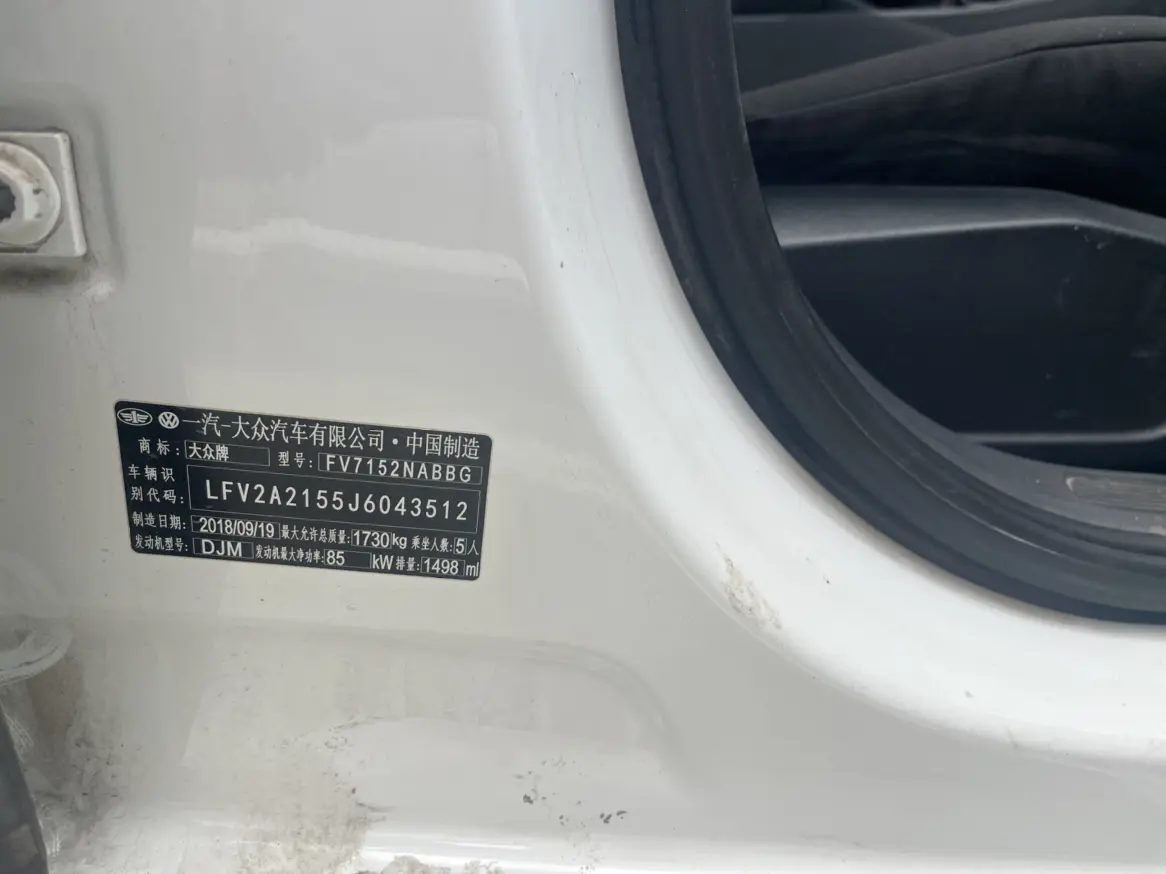 一汽-大众汽车有限公司·中国制造
商标: 大众牌 型号: FV7152NABBG
车辆识别代码: LFV2A2155J6043512
制造日期: 2018/09/19 最大允许总质量: 1730 kg 乘坐人数: 5 人
发动机型号: DJM 发动机最大净功率: 85 kW 排量: 1498 ml